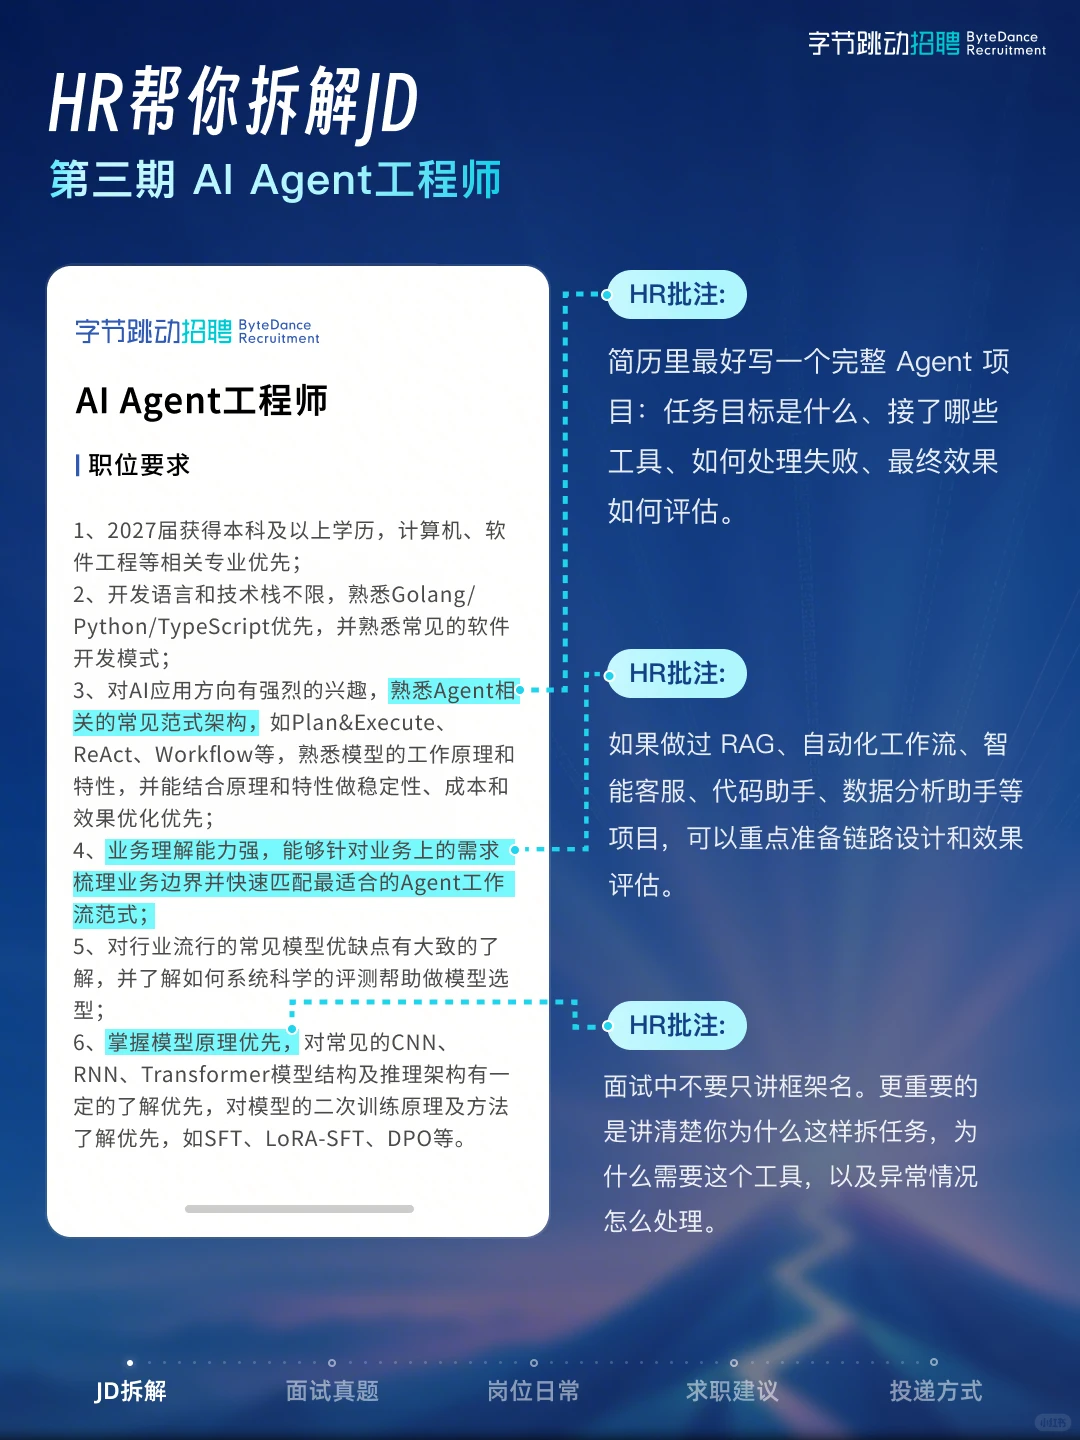 字节跳动招聘 ByteDance Recruitment
HR帮你拆解JD
第三期 AI Agent工程师
字节跳动招聘 ByteDance Recruitment
AI Agent工程师
职位要求
1、2027届获得本科及以上学历，计算机、软
件工程等相关专业优先；
2、开发语言和技术栈不限，熟悉Golang/
Python/TypeScript优先，并熟悉常见的软件
开发模式；
3、对AI应用方向有强烈的兴趣，熟悉Agent相
关的常见范式架构，如Plan&Execute、
ReAct、Workflow等，熟悉模型的工作原理和
特性，并能结合原理和特性做稳定性、成本和
效果优化优先；
4、业务理解能力强，能够针对业务上的需求
梳理业务边界并快速匹配最适合的Agent工作
流范式；
5、对行业流行的常见模型优缺点有大致的了
解，并了解如何系统科学的评测帮助做模型选
型；
6、掌握模型原理优先，对常见的CNN、
RNN、Transformer模型结构及推理架构有一
定的了解优先，对模型的二次训练原理及方法
了解优先，如SFT、LoRA-SFT、DPO等。
HR批注:
简历里最好写一个完整 Agent 项
目：任务目标是什么、接了哪些
工具、如何处理失败、最终效果
如何评估。
HR批注:
如果做过 RAG、自动化工作流、智
能客服、代码助手、数据分析助手等
项目，可以重点准备链路设计和效果
评估。
HR批注:
面试中不要只讲框架名。更重要的
是讲清楚你为什么这样拆任务，为
什么需要这个工具，以及异常情况
怎么处理。
JD拆解
面试真题
岗位日常
求职建议
投递方式
小红书